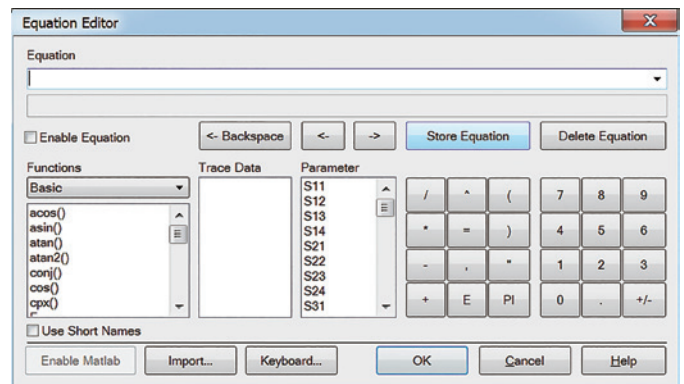 Equation Editor
X
Equation
Enable Equation
<- Backspace
<-
->
Store Equation
Delete Equation
Functions
Trace Data
Parameter
Basic
acos()
asin()
atan()
atan2()
conj()
cos()
cpx()
S11
S12
S13
S14
S21
S22
S23
S24
S31
/ ^ ( 7 8 9
* = ) 4 5 6
- , " 1 2 3
+ E PI 0 . +/-
Use Short Names
Enable Matlab
Import...
Keyboard...
OK
Cancel
Help